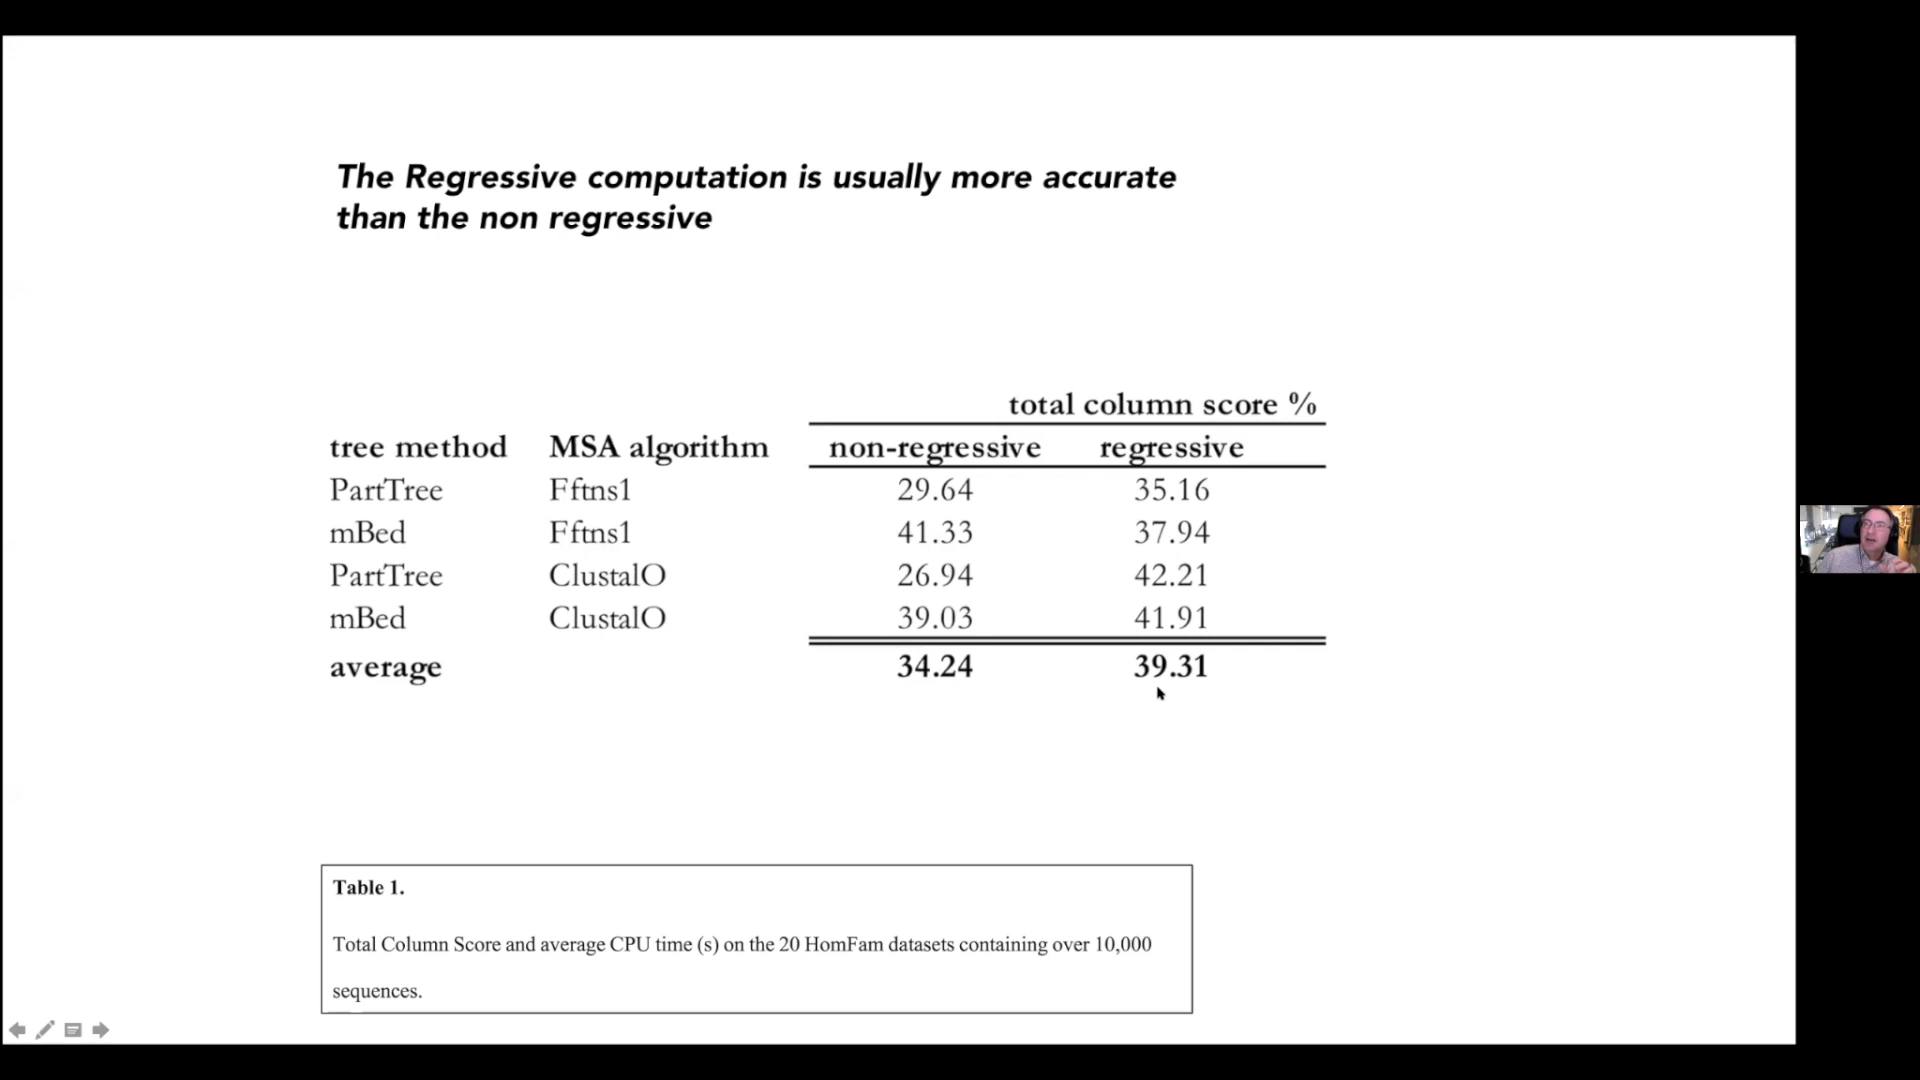 The Regressive computation is usually more accurate
than the non regressive
total column score %
tree method MSA algorithm non-regressive regressive
PartTree Fftns1 29.64 35.16
mBed Fftns1 41.33 37.94
PartTree ClustalO 26.94 42.21
mBed ClustalO 39.03 41.91
average 34.24 39.31
Table 1.
Total Column Score and average CPU time (s) on the 20 HomFam datasets containing over 10,000
sequences.